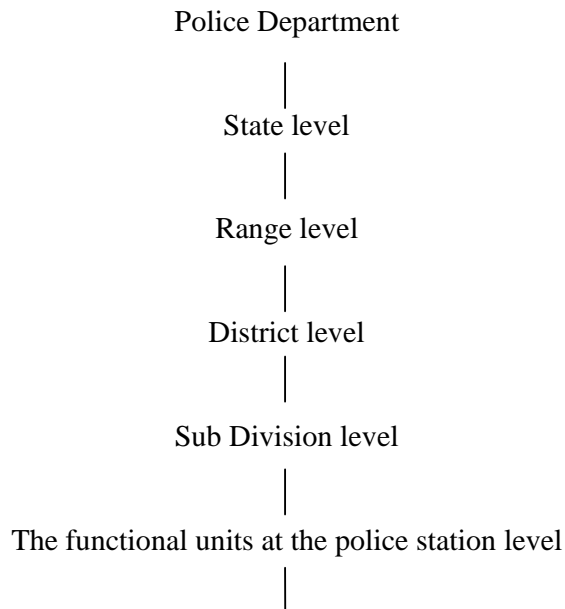 Police Department
State level
Range level
District level
Sub Division level
The functional units at the police station level